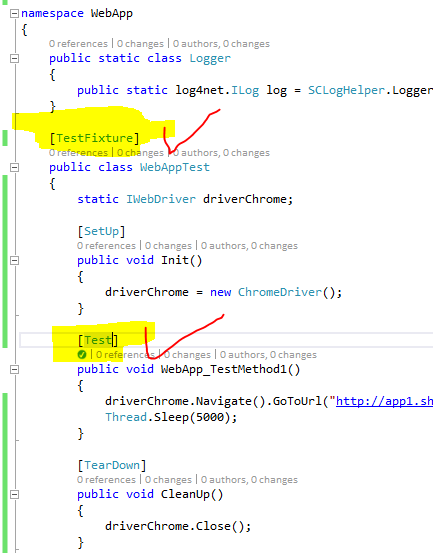 namespace WebApp
{
0 references | 0 changes | 0 authors, 0 changes
public static class Logger
{
public static log4net.ILog log = SCLogHelper.Logger
}
[TestFixture]
0 references | 0 changes | 0 authors, 0 changes
public class WebAppTest
{
static IWebDriver driverChrome;
[SetUp]
0 references | 0 changes | 0 authors, 0 changes
public void Init()
{
driverChrome = new ChromeDriver();
}
[Test]
| 0 references | 0 changes | 0 authors, 0 changes
public void WebApp_TestMethod1()
{
driverChrome.Navigate().GoToUrl("http://app1.sh
Thread.Sleep(5000);
}
[TearDown]
0 references | 0 changes | 0 authors, 0 changes
public void CleanUp()
{
driverChrome.Close();
}